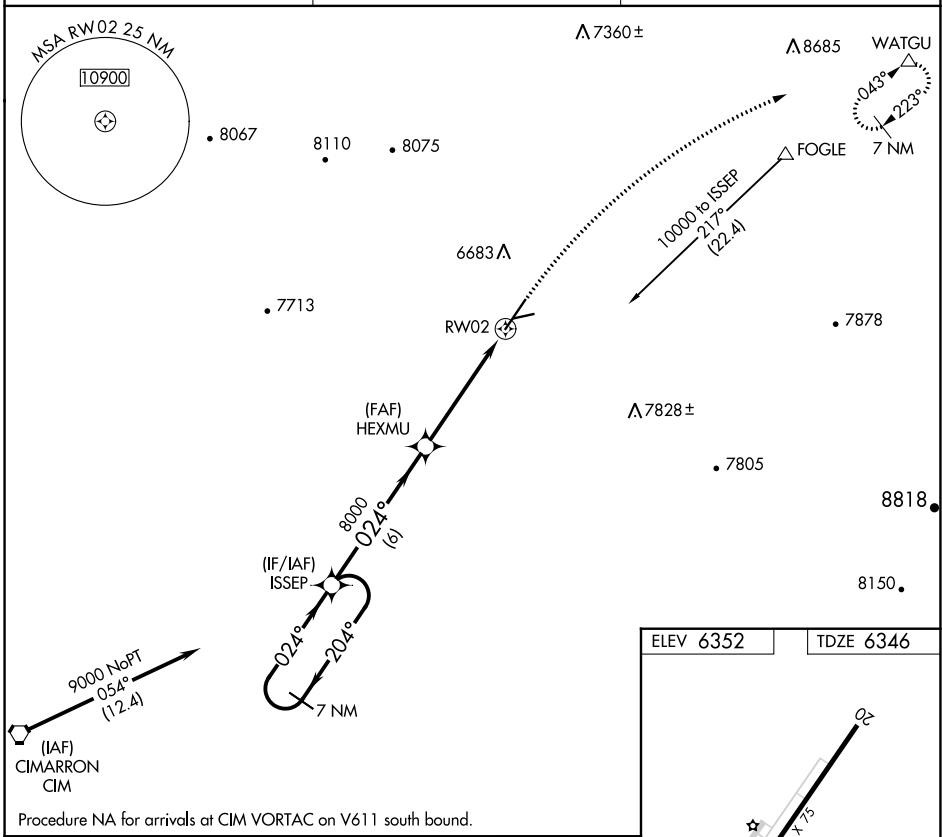 MSA RW02 25 NM
10900
7360 ±
8685
WATGU
043°
223°
7 NM
8067
8110
8075
FOGLE
10000 to ISSEP
217°
(22.4)
6683
7713
RW02
7878
(FAF)
HEXMU
7828 ±
7805
8000
024°
(6)
8818
(IF/IAF)
ISSEP
8150
024°
204°
7 NM
9000 NoPT
054°
(12.4)
(IAF)
CIMARRON
CIM
ELEV 6352
TDZE 6346
20
X 75
Procedure NA for arrivals at CIM VORTAC on V611 south bound.